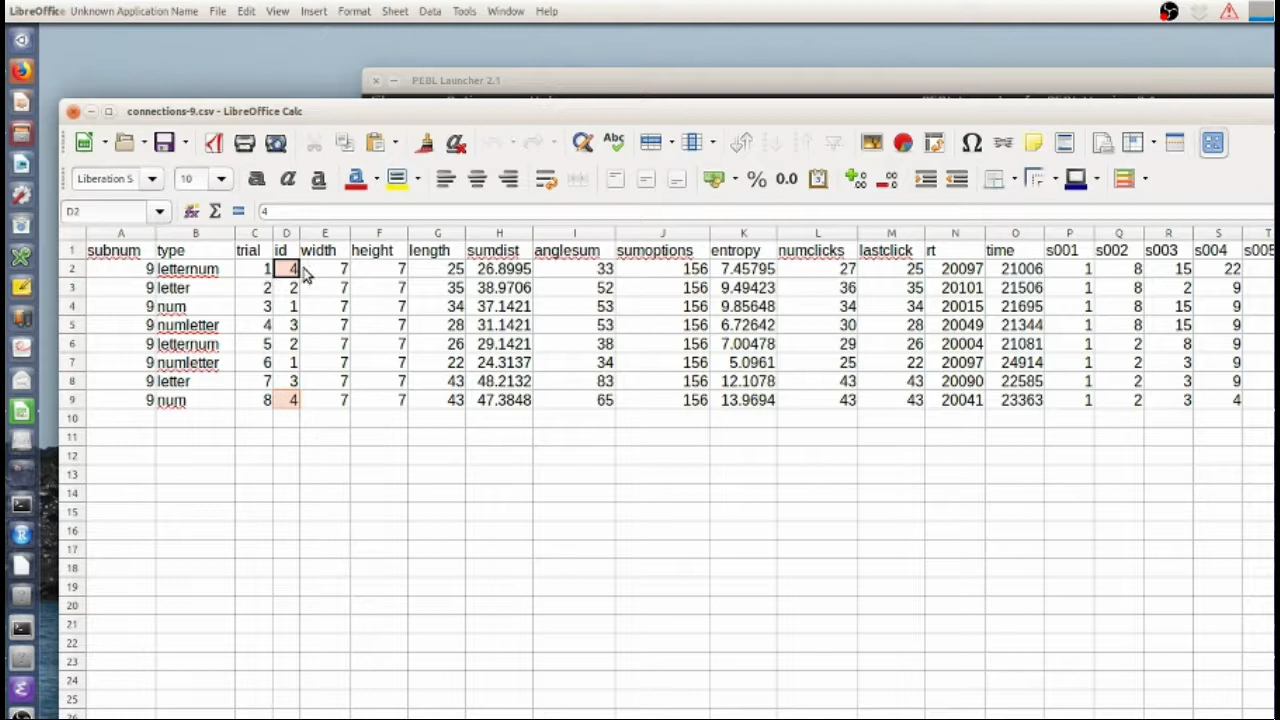 LibreOffice Unknown Application Name File Edit View Insert Format Sheet Data Tools Window Help
PEBL Launcher 2.1
connections-9.csv - LibreOffice Calc
Abc
Liberation S 10 a a a a % 0.0
D2 4
A B C D E F G H I J K L M N O P Q R S T
1 subnum type trial id width height length sumdist anglesum sumoptions entropy numclicks lastclick rt time s001 s002 s003 s004 s005
2 9 letternum 1 4 7 7 25 26.8995 33 156 7.45795 27 25 20097 21006 1 8 15 22
3 9 letter 2 2 7 7 35 38.9706 52 156 9.49423 36 35 20101 21506 1 8 2 9
4 9 num 3 1 7 7 34 37.1421 53 156 9.85648 34 34 20015 21695 1 8 15 9
5 9 numletter 4 3 7 7 28 31.1421 53 156 6.72642 30 28 20049 21344 1 8 15 9
6 9 letternum 5 2 7 7 26 29.1421 38 156 7.00478 29 26 20004 21081 1 2 8 9
7 9 numletter 6 1 7 7 22 24.3137 34 156 5.0961 25 22 20097 24914 1 2 3 9
8 9 letter 7 3 7 7 43 48.2132 83 156 12.1078 43 43 20090 22585 1 2 3 9
9 9 num 8 4 7 7 43 47.3848 65 156 13.9694 43 43 20041 23363 1 2 3 4
10
11
12
13
14
15
16
17
18
19
20
21
22
23
24
25